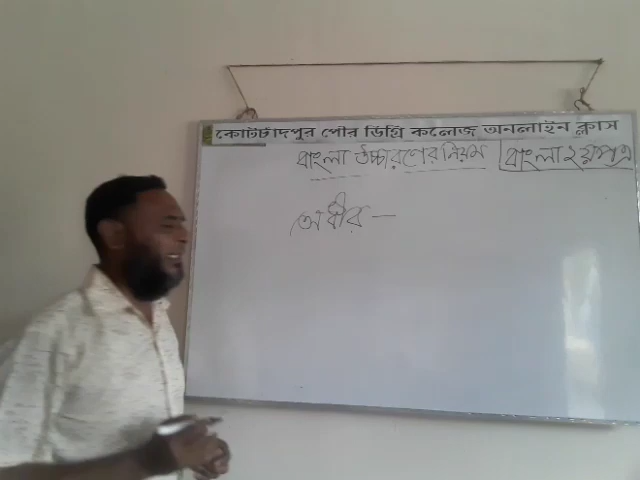 কোটচাঁদপুর পৌর ডিগ্রি কলেজ অনলাইন ক্লাস
বাংলা উচ্চারণের নিয়ম বাংলা ২য় পত্র
অধীর —